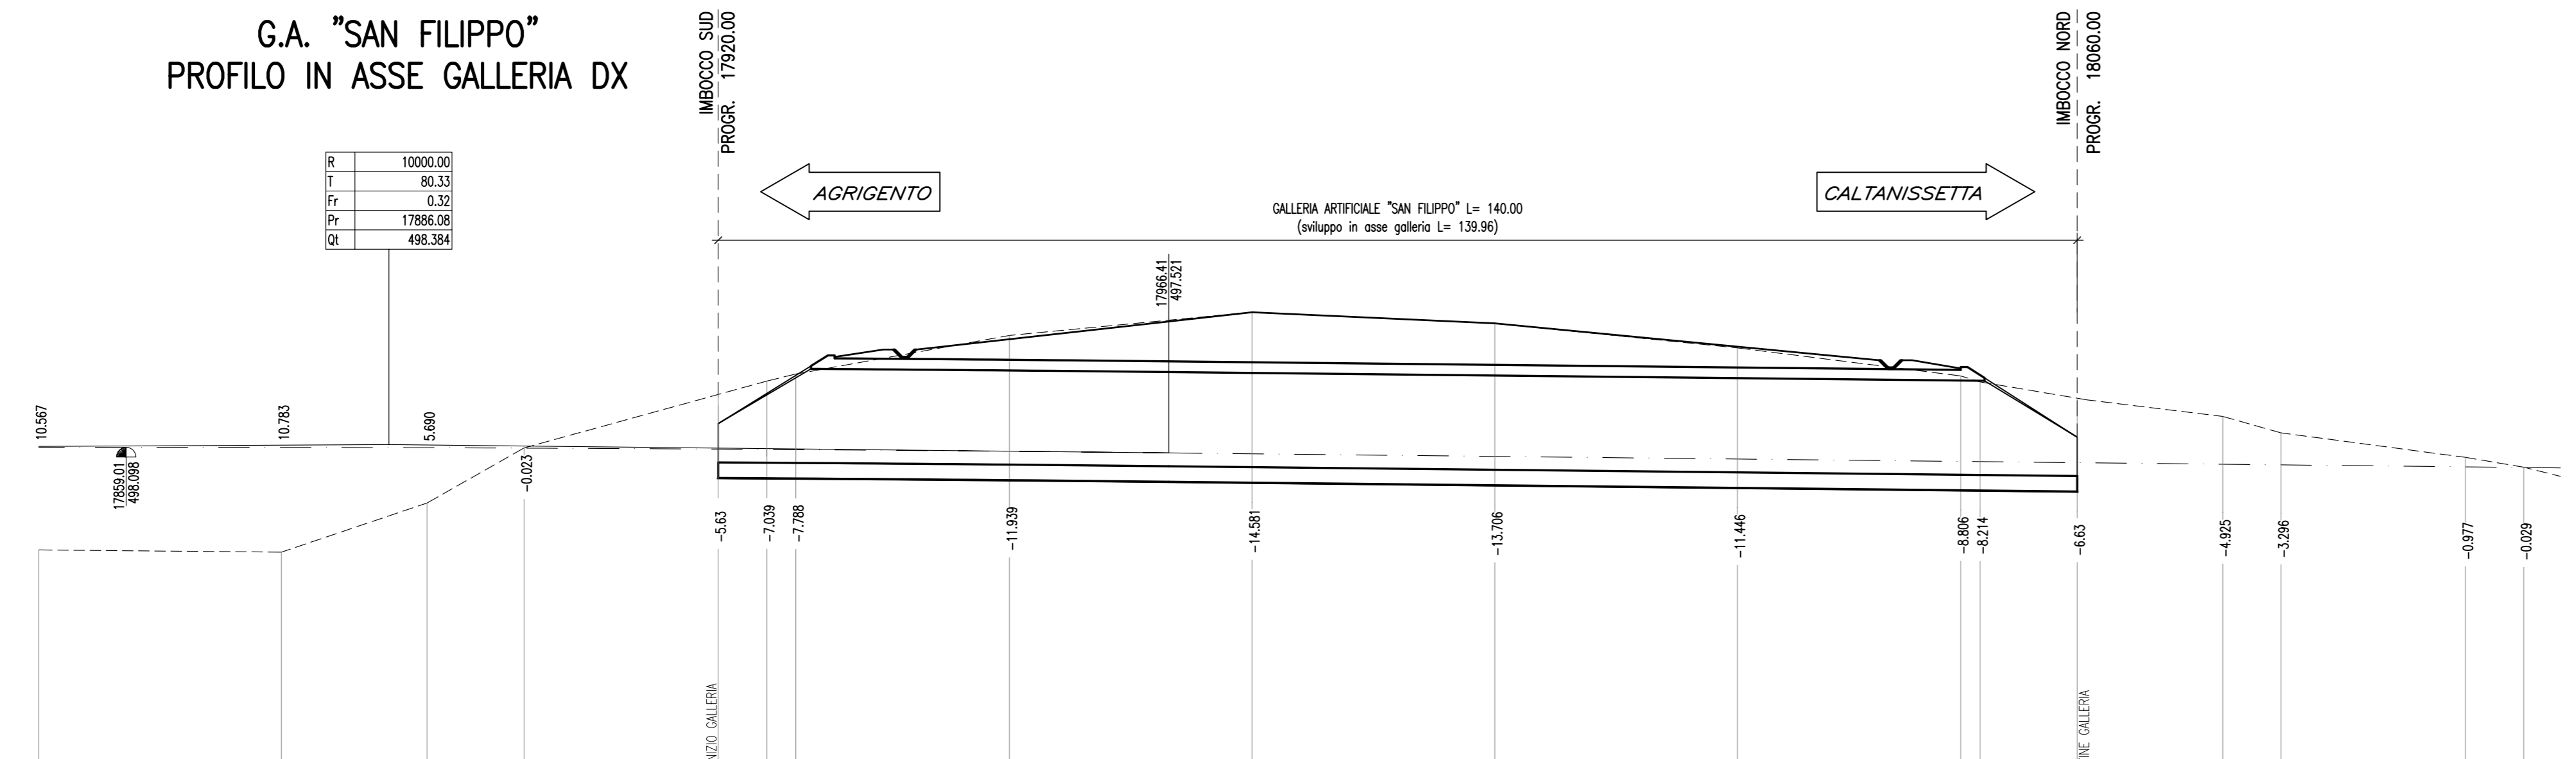 G.A. "SAN FILIPPO"
PROFILO IN ASSE GALLERIA DX
IMBOCCO SUD
PROGR. 17920.00
IMBOCCO NORD
PROGR. 18060.00
R 10000.00
T 80.33
Fr 0.32
Pr 17886.08
Qt 498.384
AGRIGENTO
CALTANISSETTA
GALLERIA ARTIFICIALE "SAN FILIPPO" L= 140.00
(sviluppo in asse galleria L= 139.96)
17966.41
497.521
10.567
10.783
5.690
17859.01
498.098
-0.023
-5.63
-7.039
-7.788
-11.939
-14.581
-13.706
-11.446
-8.806
-8.214
-6.63
-4.925
-3.296
-0.977
-0.029
NIZIO GALLERIA
INE GALLERIA